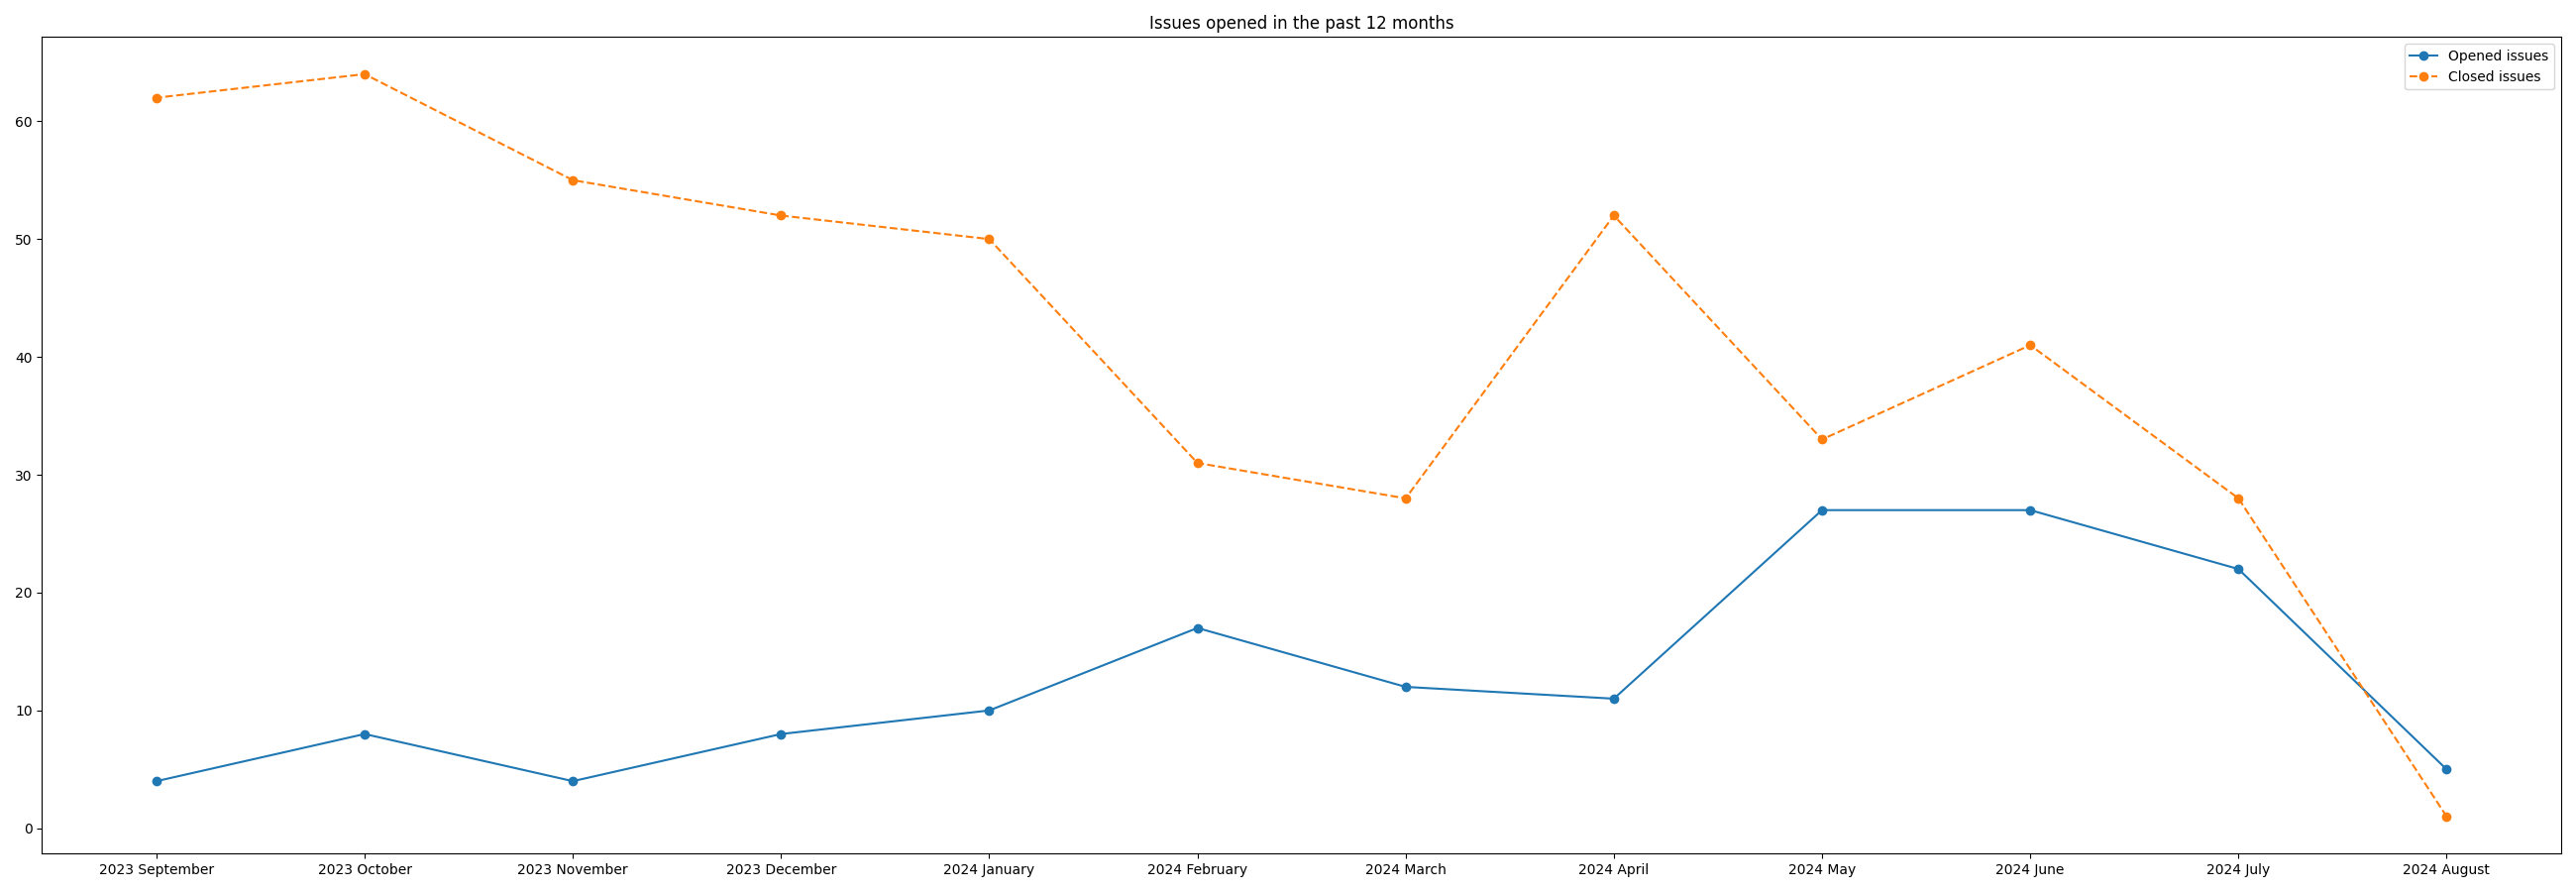 Issues opened in the past 12 months
Opened issues
Closed issues
60
50
40
30
20
10
0
2023 September 2023 October 2023 November 2023 December 2024 January 2024 February 2024 March 2024 April 2024 May 2024 June 2024 July 2024 August